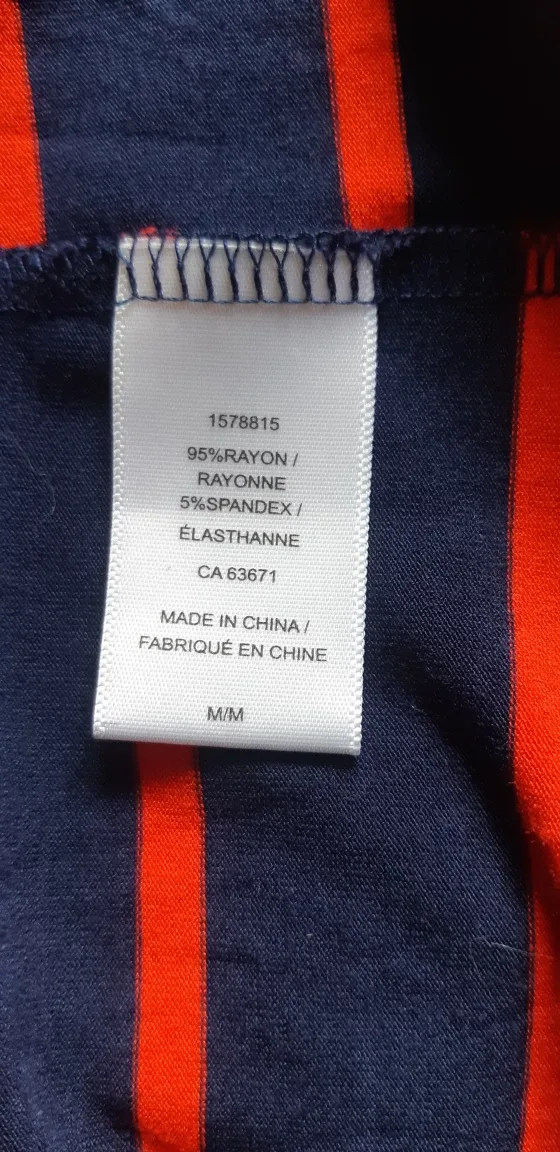 1578815
95%RAYON /
RAYONNE
5%SPANDEX /
ÉLASTHANNE
CA 63671
MADE IN CHINA /
FABRIQUÉ EN CHINE
M/M